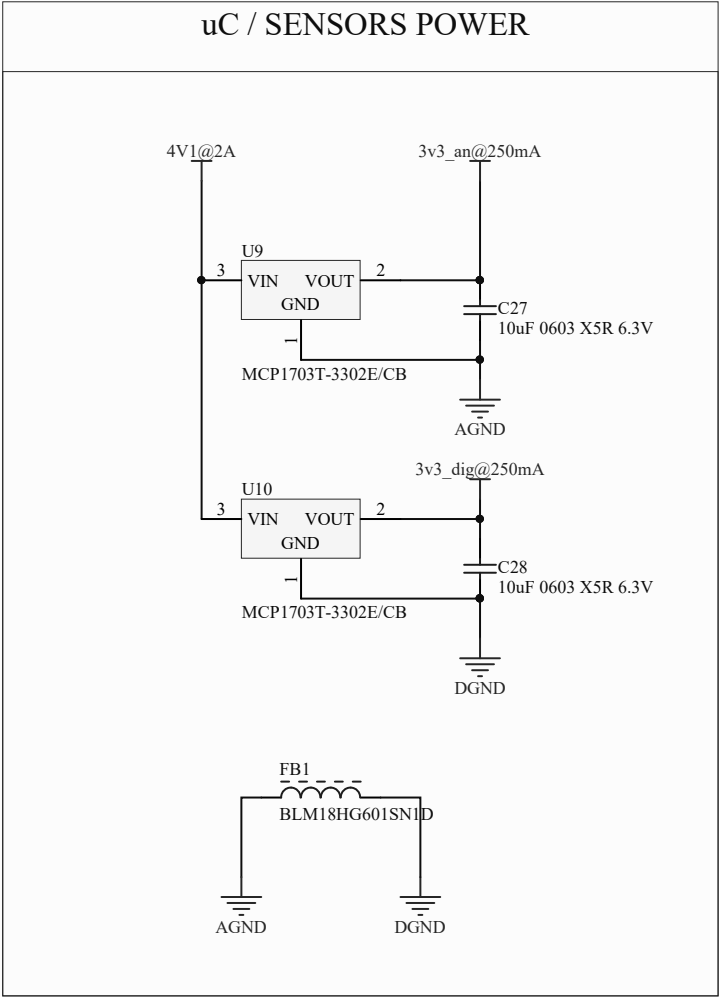 uC / SENSORS POWER
4V1@2A
3v3_an@250mA
U9
3
VIN
VOUT
2
GND
1
C27
10uF 0603 X5R 6.3V
MCP1703T-3302E/CB
AGND
3v3_dig@250mA
U10
3
VIN
VOUT
2
GND
1
C28
10uF 0603 X5R 6.3V
MCP1703T-3302E/CB
DGND
FB1
BLM18HG601SN1D
AGND
DGND